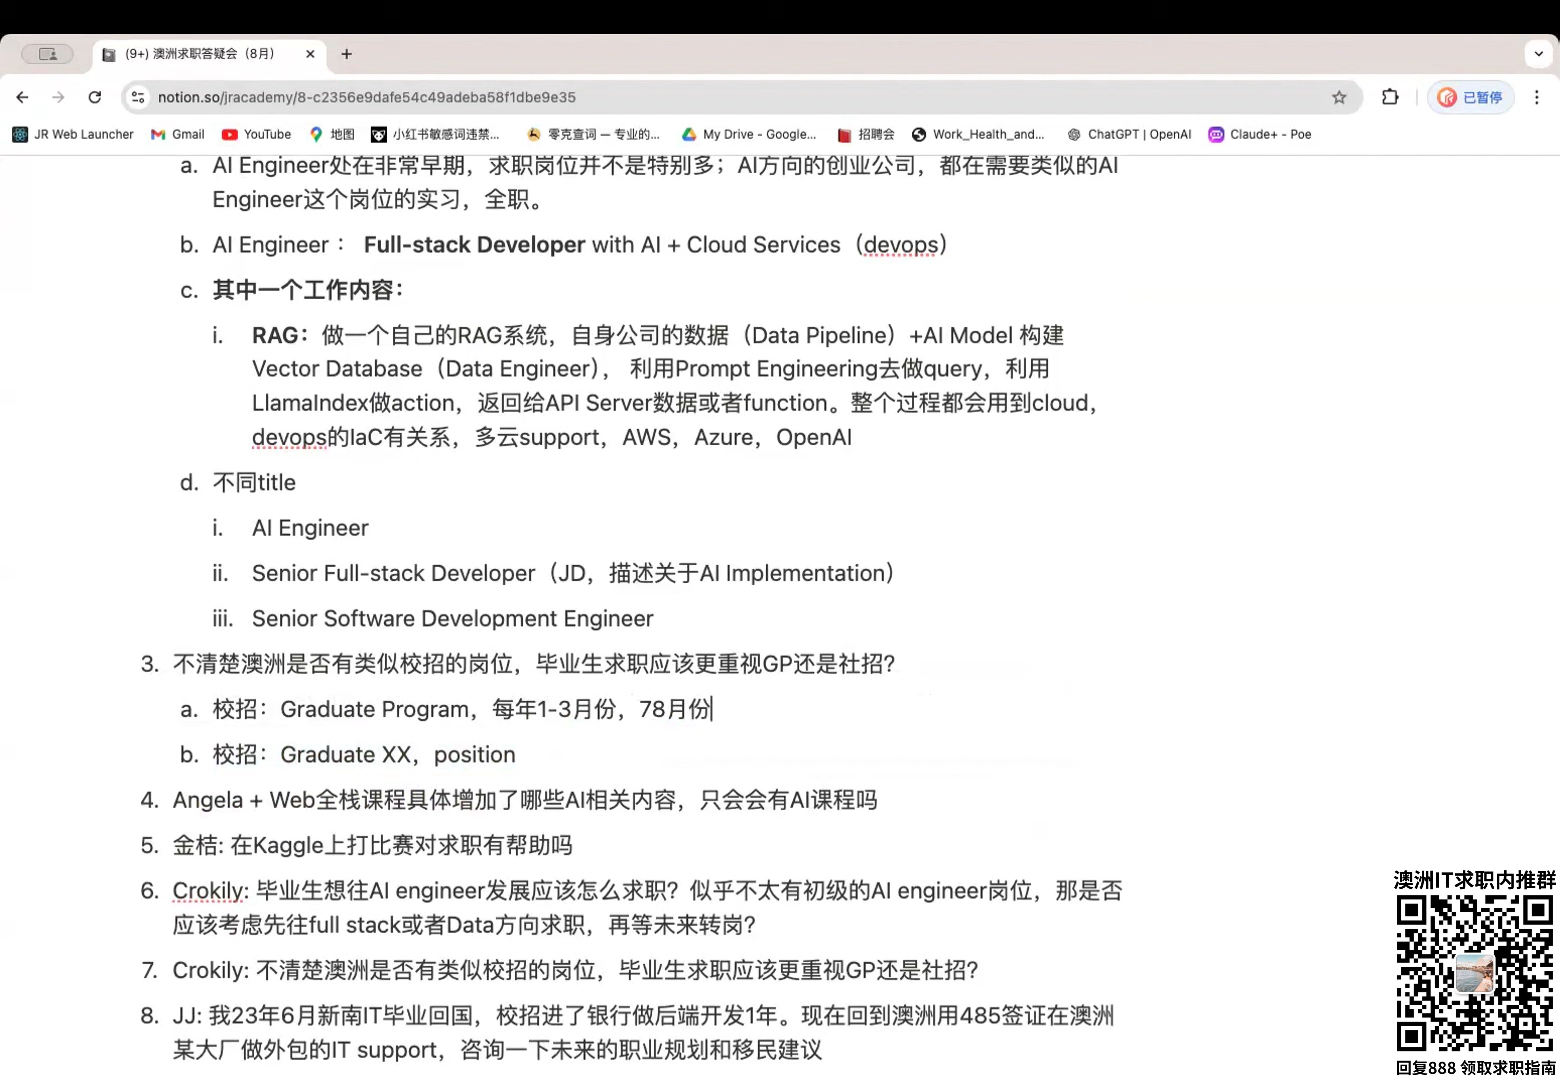 (9+) 澳洲求职答疑会（8月）
notion.so/jracademy/8-c2356e9dafe54c49adeba58f1dbe9e35
已暂停
JR Web Launcher
Gmail
YouTube
地图
小红书敏感词违禁...
零克查词 — 专业的...
My Drive - Google...
招聘会
Work_Health_and...
ChatGPT | OpenAI
Claude+ - Poe
a. AI Engineer处在非常早期，求职岗位并不是特别多；AI方向的创业公司，都在需要类似的AI
Engineer这个岗位的实习，全职。
b. AI Engineer： Full-stack Developer with AI + Cloud Services（devops）
c. 其中一个工作内容：
i. RAG：做一个自己的RAG系统，自身公司的数据（Data Pipeline）+AI Model 构建
Vector Database（Data Engineer）， 利用Prompt Engineering去做query，利用
LlamaIndex做action，返回给API Server数据或者function。整个过程都会用到cloud，
devops的IaC有关系，多云support，AWS，Azure，OpenAI
d. 不同title
i. AI Engineer
ii. Senior Full-stack Developer（JD，描述关于AI Implementation）
iii. Senior Software Development Engineer
3. 不清楚澳洲是否有类似校招的岗位，毕业生求职应该更重视GP还是社招？
a. 校招：Graduate Program，每年1-3月份，78月份
b. 校招：Graduate XX，position
4. Angela + Web全栈课程具体增加了哪些AI相关内容，只会会有AI课程吗
5. 金桔: 在Kaggle上打比赛对求职有帮助吗
6. Crokily: 毕业生想往AI engineer发展应该怎么求职？似乎不太有初级的AI engineer岗位，那是否
应该考虑先往full stack或者Data方向求职，再等未来转岗？
7. Crokily: 不清楚澳洲是否有类似校招的岗位，毕业生求职应该更重视GP还是社招？
8. JJ: 我23年6月新南IT毕业回国，校招进了银行做后端开发1年。现在回到澳洲用485签证在澳洲
某大厂做外包的IT support，咨询一下未来的职业规划和移民建议
澳洲IT求职内推群
回复888 领取求职指南